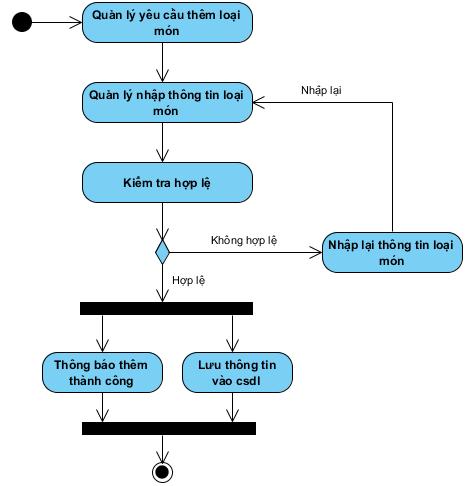 Quản lý yêu cầu thêm loại
món
Quản lý nhập thông tin loại
món
Nhập lại
Kiểm tra hợp lệ
Không hợp lệ
Nhập lại thông tin loại
món
Hợp lệ
Thông báo thêm
thành công
Lưu thông tin
vào csdl